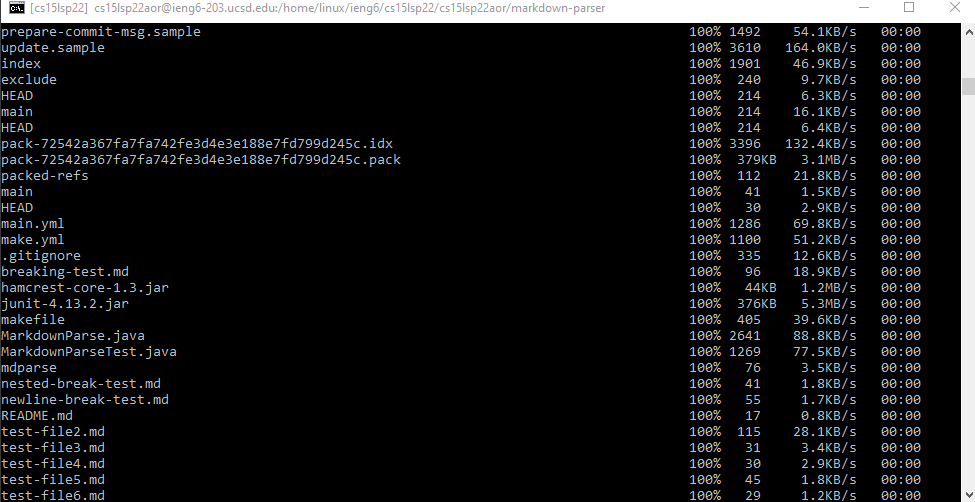 [cs15lsp22] cs15lsp22aor@ieng6-203.ucsd.edu:/home/linux/ieng6/cs15lsp22/cs15lsp22aor/markdown-parser
prepare-commit-msg.sample 100% 1492 54.1KB/s 00:00
update.sample 100% 3610 164.0KB/s 00:00
index 100% 1901 46.9KB/s 00:00
exclude 100% 240 9.7KB/s 00:00
HEAD 100% 214 6.3KB/s 00:00
main 100% 214 16.1KB/s 00:00
HEAD 100% 214 6.4KB/s 00:00
pack-72542a367fa7fa742fe3d4e3e188e7fd799d245c.idx 100% 3396 132.4KB/s 00:00
pack-72542a367fa7fa742fe3d4e3e188e7fd799d245c.pack 100% 379KB 3.1MB/s 00:00
packed-refs 100% 112 21.8KB/s 00:00
main 100% 41 1.5KB/s 00:00
HEAD 100% 30 2.9KB/s 00:00
main.yml 100% 1286 69.8KB/s 00:00
make.yml 100% 1100 51.2KB/s 00:00
.gitignore 100% 335 12.6KB/s 00:00
breaking-test.md 100% 96 18.9KB/s 00:00
hamcrest-core-1.3.jar 100% 44KB 1.2MB/s 00:00
junit-4.13.2.jar 100% 376KB 5.3MB/s 00:00
makefile 100% 405 39.6KB/s 00:00
MarkdownParse.java 100% 2641 88.8KB/s 00:00
MarkdownParseTest.java 100% 1269 77.5KB/s 00:00
mdparse 100% 76 3.5KB/s 00:00
nested-break-test.md 100% 41 1.8KB/s 00:00
newline-break-test.md 100% 55 1.7KB/s 00:00
README.md 100% 17 0.8KB/s 00:00
test-file2.md 100% 115 28.1KB/s 00:00
test-file3.md 100% 31 3.4KB/s 00:00
test-file4.md 100% 30 2.9KB/s 00:00
test-file5.md 100% 45 1.8KB/s 00:00
test-file6.md 100% 29 1.2KB/s 00:00